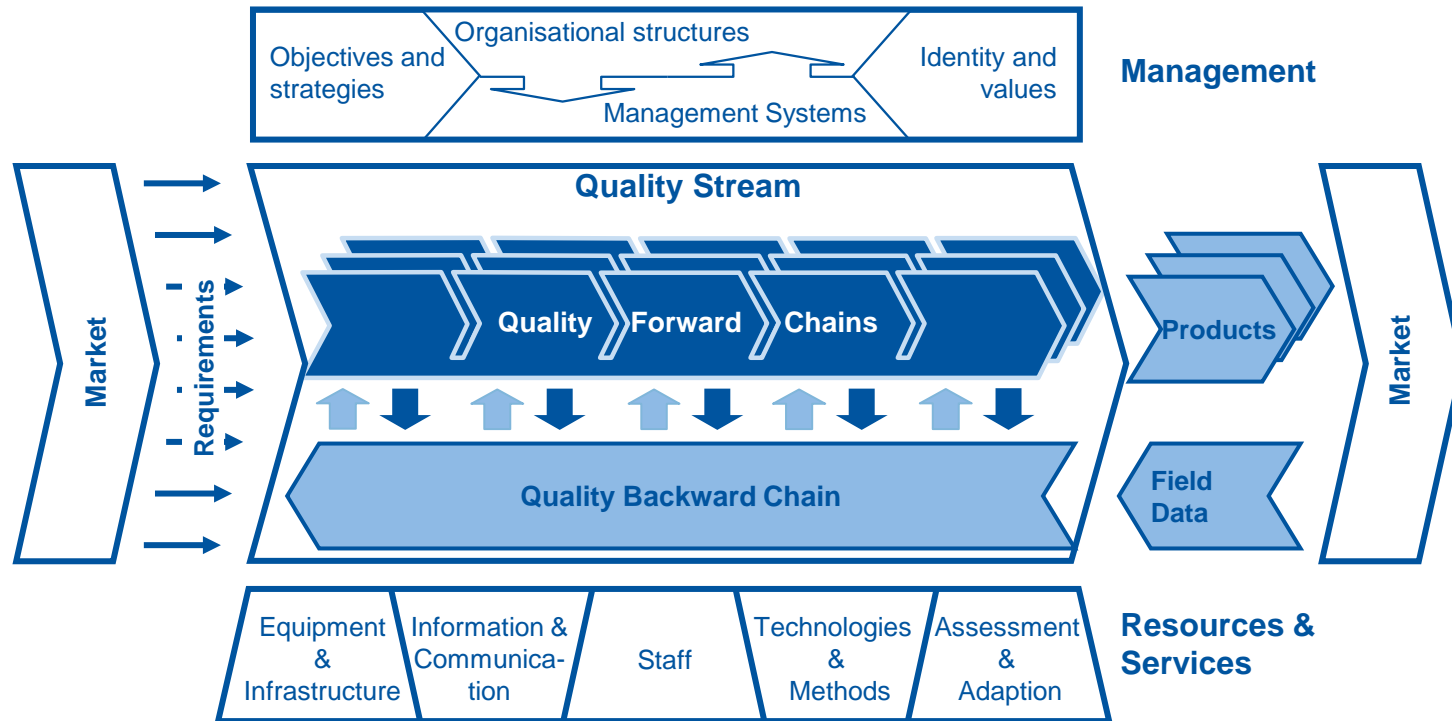 Objectives and
strategies
Organisational structures
Management Systems
Identity and
values
Management
Market
Requirements
Quality Stream
Quality Forward Chains
Quality Backward Chain
Products
Field
Data
Market
Equipment
&
Infrastructure
Information &
Communica-
tion
Staff
Technologies
&
Methods
Assessment
&
Adaption
Resources &
Services